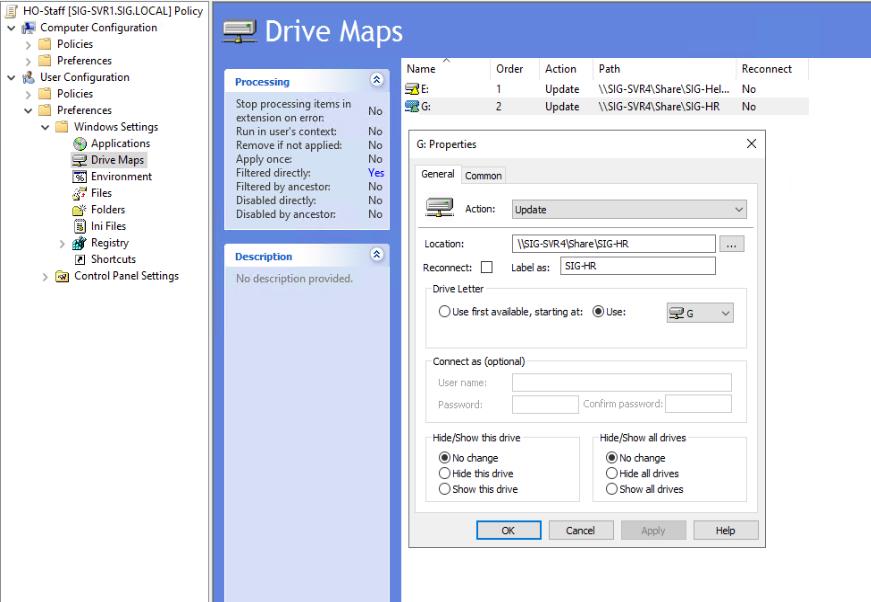 HO-Staff [SIG-SVR1.SIG.LOCAL] Policy
Computer Configuration
Policies
Preferences
User Configuration
Policies
Preferences
Windows Settings
Applications
Drive Maps
Environment
Files
Folders
Ini Files
Registry
Shortcuts
Control Panel Settings
Drive Maps
Processing
Stop processing items in extension on error: No
Run in user's context: No
Remove if not applied: No
Apply once: No
Filtered directly: Yes
Filtered by ancestor: No
Disabled directly: No
Disabled by ancestor: No
Description
No description provided.
Name Order Action Path Reconnect
E: 1 Update \\SIG-SVR4\Share\SIG-Hel... No
G: 2 Update \\SIG-SVR4\Share\SIG-HR No
G: Properties
General Common
Action: Update
Location: \\SIG-SVR4\Share\SIG-HR ...
Reconnect: Label as: SIG-HR
Drive Letter
Use first available, starting at: Use: G
Connect as (optional)
User name:
Password: Confirm password:
Hide/Show this drive
No change
Hide this drive
Show this drive
Hide/Show all drives
No change
Hide all drives
Show all drives
OK Cancel Apply Help